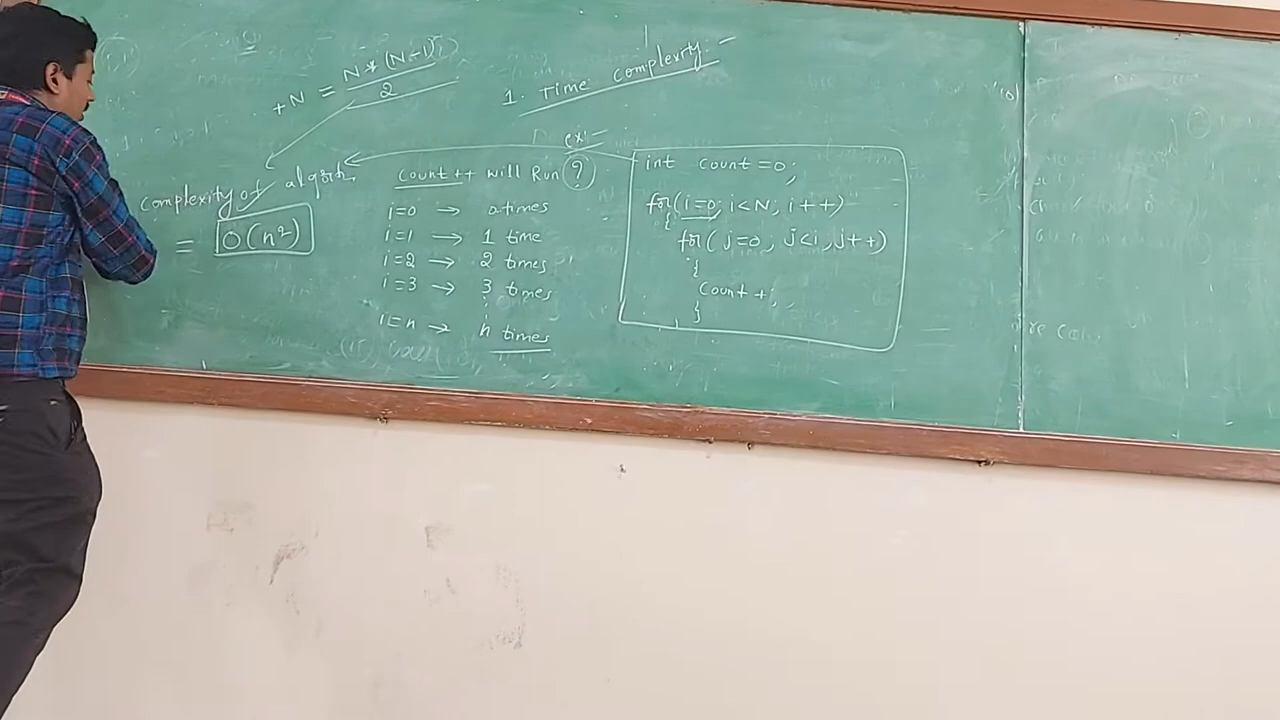 1. Time Complexity :-
+ N = N * (N-1)
2
ex:-
Complexity of algorth.
= O(n²)
Count++ will Run ?
i=0 → 0 times
i=1 → 1 time
i=2 → 2 times
i=3 → 3 times
⋮
i=n → n times
int count =0;
for(i=0; i<N; i++)
{
for( j=0; j<i, j++)
{
Count +;
}